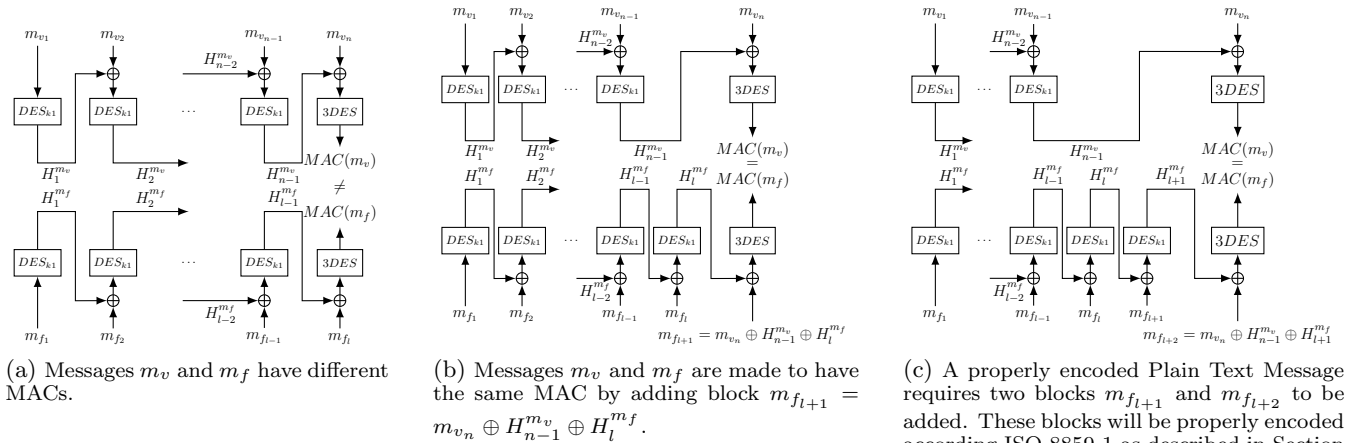 m_{v_1} m_{v_2} m_{v_{n-1}} m_{v_n}
H^{m_v}_{n-2}
DES_{k1} DES_{k1} ... DES_{k1} 3DES
H^{m_v}_1 H^{m_v}_2 H^{m_v}_{n-1} MAC(m_v)
≠
H^{m_f}_1 H^{m_f}_2 H^{m_f}_{l-1} MAC(m_f)
DES_{k1} DES_{k1} ... DES_{k1} 3DES
H^{m_f}_{l-2}
m_{f_1} m_{f_2} m_{f_{l-1}} m_{f_l}
(a) Messages m_v and m_f have different
MACs.
m_{v_1} m_{v_2} m_{v_{n-1}} m_{v_n}
H^{m_v}_{n-2}
DES_{k1} DES_{k1} ... DES_{k1} 3DES
H^{m_v}_1 H^{m_v}_2 H^{m_v}_{n-1} MAC(m_v)
=
H^{m_f}_1 H^{m_f}_2 H^{m_f}_{l-1} H^{m_f}_l MAC(m_f)
DES_{k1} DES_{k1} ... DES_{k1} DES_{k1} 3DES
H^{m_f}_{l-2}
m_{f_1} m_{f_2} m_{f_{l-1}} m_{f_l}
m_{f_{l+1}} = m_{v_n} ⊕ H^{m_v}_{n-1} ⊕ H^{m_f}_l
(b) Messages m_v and m_f are made to have
the same MAC by adding block m_{f_{l+1}} =
m_{v_n} ⊕ H^{m_v}_{n-1} ⊕ H^{m_f}_l.
m_{v_1} m_{v_{n-1}} m_{v_n}
H^{m_v}_{n-2}
DES_{k1} ... DES_{k1} 3DES
H^{m_v}_1 H^{m_v}_{n-1} MAC(m_v)
=
H^{m_f}_1 H^{m_f}_{l-1} H^{m_f}_l H^{m_f}_{l+1} MAC(m_f)
DES_{k1} ... DES_{k1} DES_{k1} DES_{k1} 3DES
H^{m_f}_{l-2}
m_{f_1} m_{f_{l-1}} m_{f_l} m_{f_{l+1}}
m_{f_{l+2}} = m_{v_n} ⊕ H^{m_v}_{n-1} ⊕ H^{m_f}_{l+1}
(c) A properly encoded Plain Text Message
requires two blocks m_{f_{l+1}} and m_{f_{l+2}} to be
added. These blocks will be properly encoded
according ISO 8859-1 as described in Section